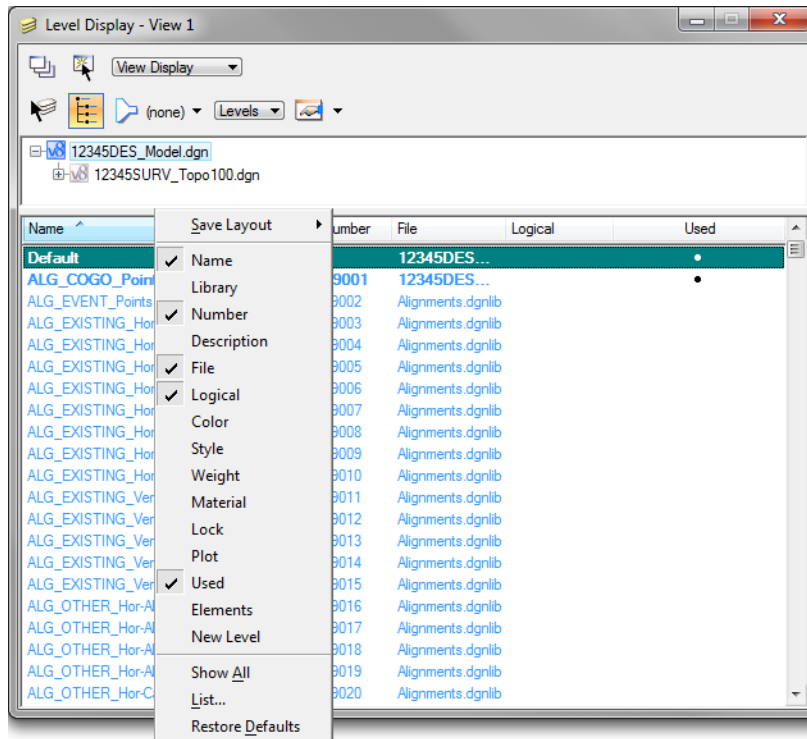 Level Display - View 1
View Display
(none) Levels
v8 12345DES_Model.dgn
v8 12345SURV_Topo100.dgn
Name umber File Logical Used
Default 12345DES...
ALG_COGO_Poin 9001 12345DES...
ALG_EVENT_Points 9002 Alignments.dgnlib
ALG_EXISTING_Hor 9003 Alignments.dgnlib
ALG_EXISTING_Hor 9004 Alignments.dgnlib
ALG_EXISTING_Hor 9005 Alignments.dgnlib
ALG_EXISTING_Hor 9006 Alignments.dgnlib
ALG_EXISTING_Hor 9007 Alignments.dgnlib
ALG_EXISTING_Hor 9008 Alignments.dgnlib
ALG_EXISTING_Hor 9009 Alignments.dgnlib
ALG_EXISTING_Hor 9010 Alignments.dgnlib
ALG_EXISTING_Ver 9011 Alignments.dgnlib
ALG_EXISTING_Ver 9012 Alignments.dgnlib
ALG_EXISTING_Ver 9013 Alignments.dgnlib
ALG_EXISTING_Ver 9014 Alignments.dgnlib
ALG_EXISTING_Ver 9015 Alignments.dgnlib
ALG_OTHER_Hor-Al 9016 Alignments.dgnlib
ALG_OTHER_Hor-Al 9017 Alignments.dgnlib
ALG_OTHER_Hor-Al 9018 Alignments.dgnlib
ALG_OTHER_Hor-Al 9019 Alignments.dgnlib
ALG_OTHER_Hor-C 9020 Alignments.dgnlib
Save Layout
Name
Library
Number
Description
File
Logical
Color
Style
Weight
Material
Lock
Plot
Used
Elements
New Level
Show All
List...
Restore Defaults